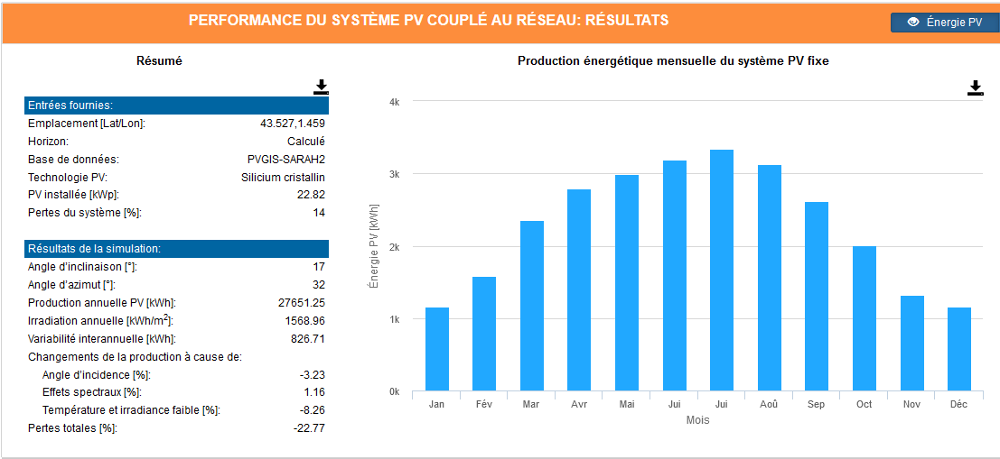 PERFORMANCE DU SYSTÈME PV COUPLÉ AU RÉSEAU: RÉSULTATS
Énergie PV
Résumé
Entrées fournies:
Emplacement [Lat/Lon]: 43.527,1.459
Horizon: Calculé
Base de données: PVGIS-SARAH2
Technologie PV: Silicium cristallin
PV installée [kWp]: 22.82
Pertes du système [%]: 14
Résultats de la simulation:
Angle d'inclinaison [°]: 17
Angle d'azimut [°]: 32
Production annuelle PV [kWh]: 27651.25
Irradiation annuelle [kWh/m²]: 1568.96
Variabilité interannuelle [kWh]: 826.71
Changements de la production à cause de:
Angle d'incidence [%]: -3.23
Effets spectraux [%]: 1.16
Température et irradiance faible [%]: -8.26
Pertes totales [%]: -22.77
Production énergétique mensuelle du système PV fixe
Énergie PV [kWh]
4k
3k
2k
1k
0k
Jan Fév Mar Avr Mai Jui Jui Aoû Sep Oct Nov Déc
Mois